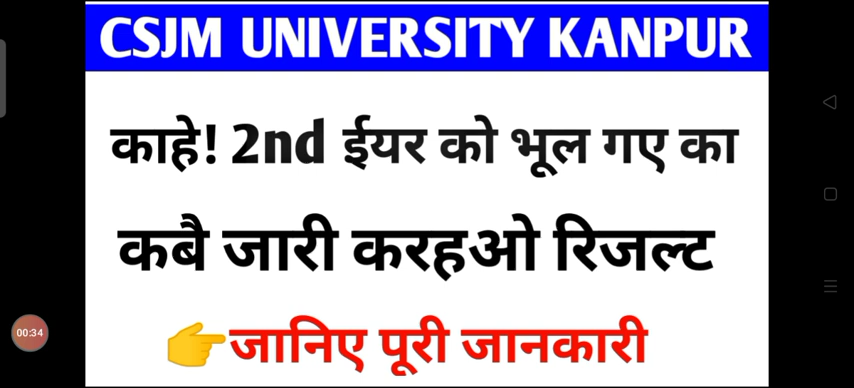 CSJM UNIVERSITY KANPUR
काहे! 2nd ईयर को भूल गए का
कबै जारी करहओ रिजल्ट
👉जानिए पूरी जानकारी
00:34